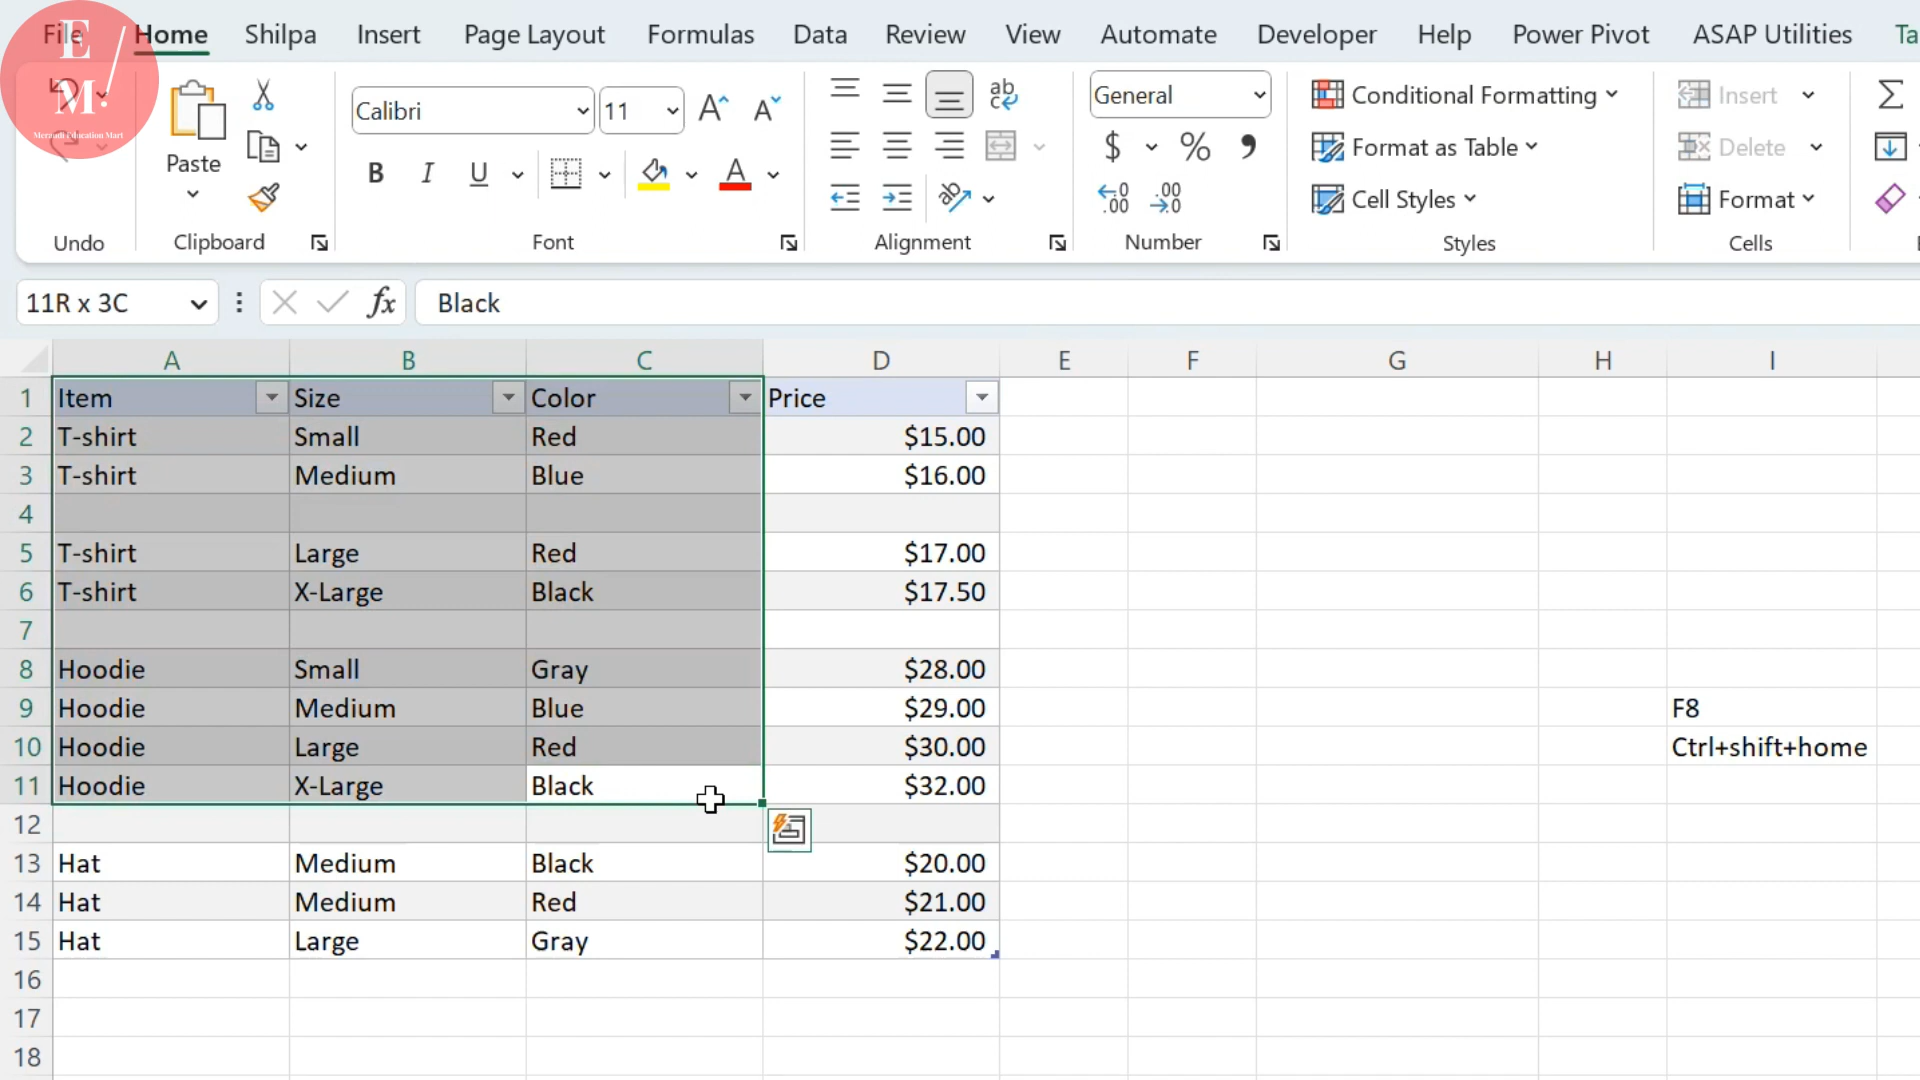 File Home Shilpa Insert Page Layout Formulas Data Review View Automate Developer Help Power Pivot ASAP Utilities Ta
E
M.
Merauti Education Mart
Paste
Calibri 11
General
Conditional Formatting
Format as Table
Cell Styles
Insert
Delete
Format
Undo Clipboard Font Alignment Number Styles Cells
11R x 3C fx Black
A B C D E F G H I
1 Item Size Color Price
2 T-shirt Small Red $15.00
3 T-shirt Medium Blue $16.00
4
5 T-shirt Large Red $17.00
6 T-shirt X-Large Black $17.50
7
8 Hoodie Small Gray $28.00
9 Hoodie Medium Blue $29.00 F8
10 Hoodie Large Red $30.00 Ctrl+shift+home
11 Hoodie X-Large Black $32.00
12
13 Hat Medium Black $20.00
14 Hat Medium Red $21.00
15 Hat Large Gray $22.00
16
17
18